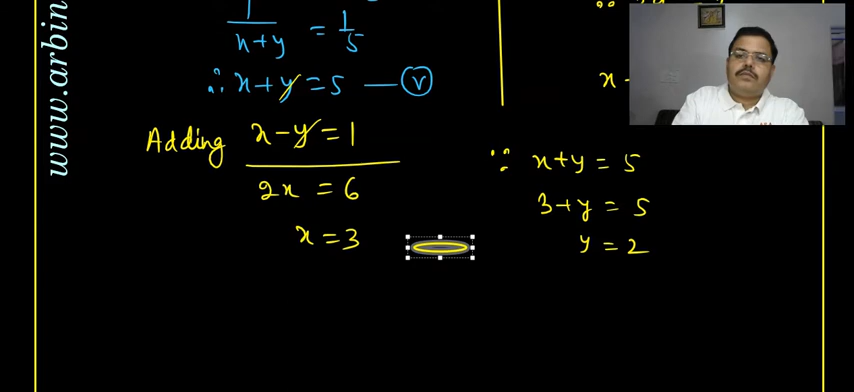 www.arbin
1/(x+y) = 1/5
∴ x+y = 5 — (v)
Adding x-y = 1
2x = 6
x = 3
∵ x+y = 5
3+y = 5
y = 2